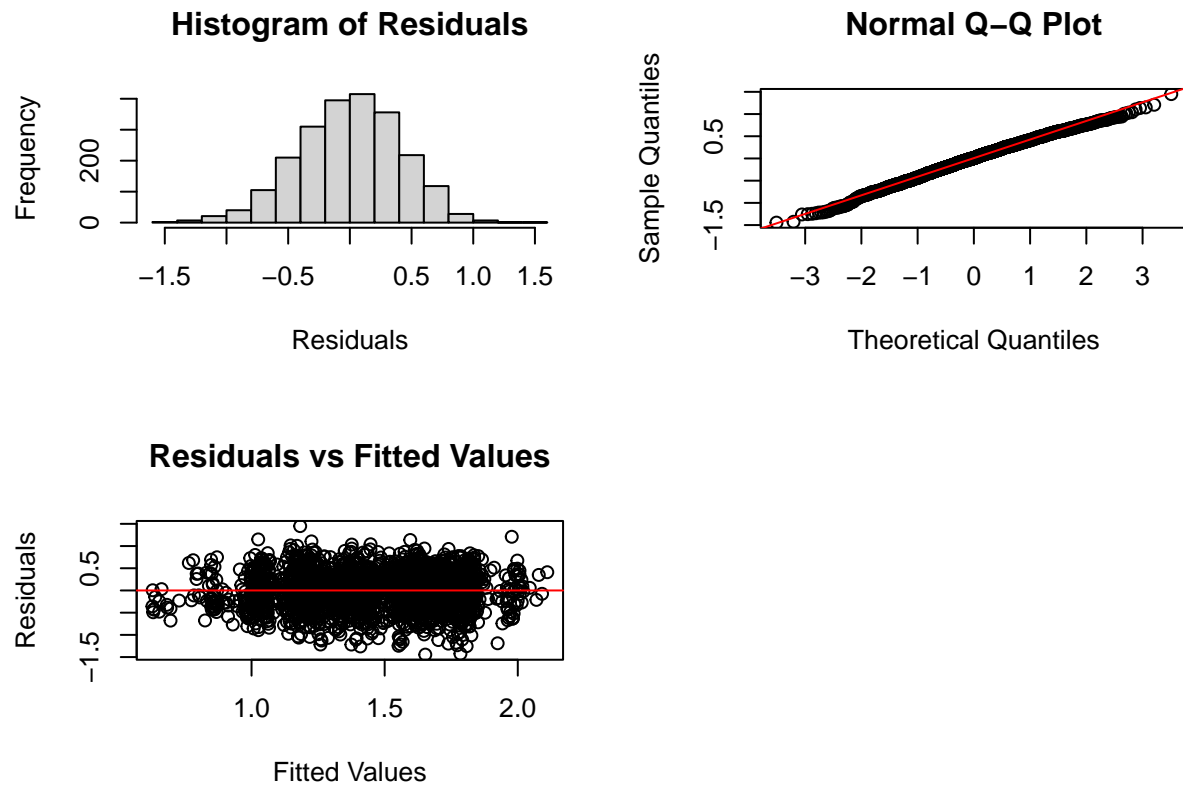 Histogram of Residuals
Frequency
0 200
−1.5 −0.5 0.5 1.0 1.5
Residuals
Normal Q−Q Plot
Sample Quantiles
−1.5 0.5
−3 −2 −1 0 1 2 3
Theoretical Quantiles
Residuals vs Fitted Values
Residuals
−1.5 0.5
1.0 1.5 2.0
Fitted Values